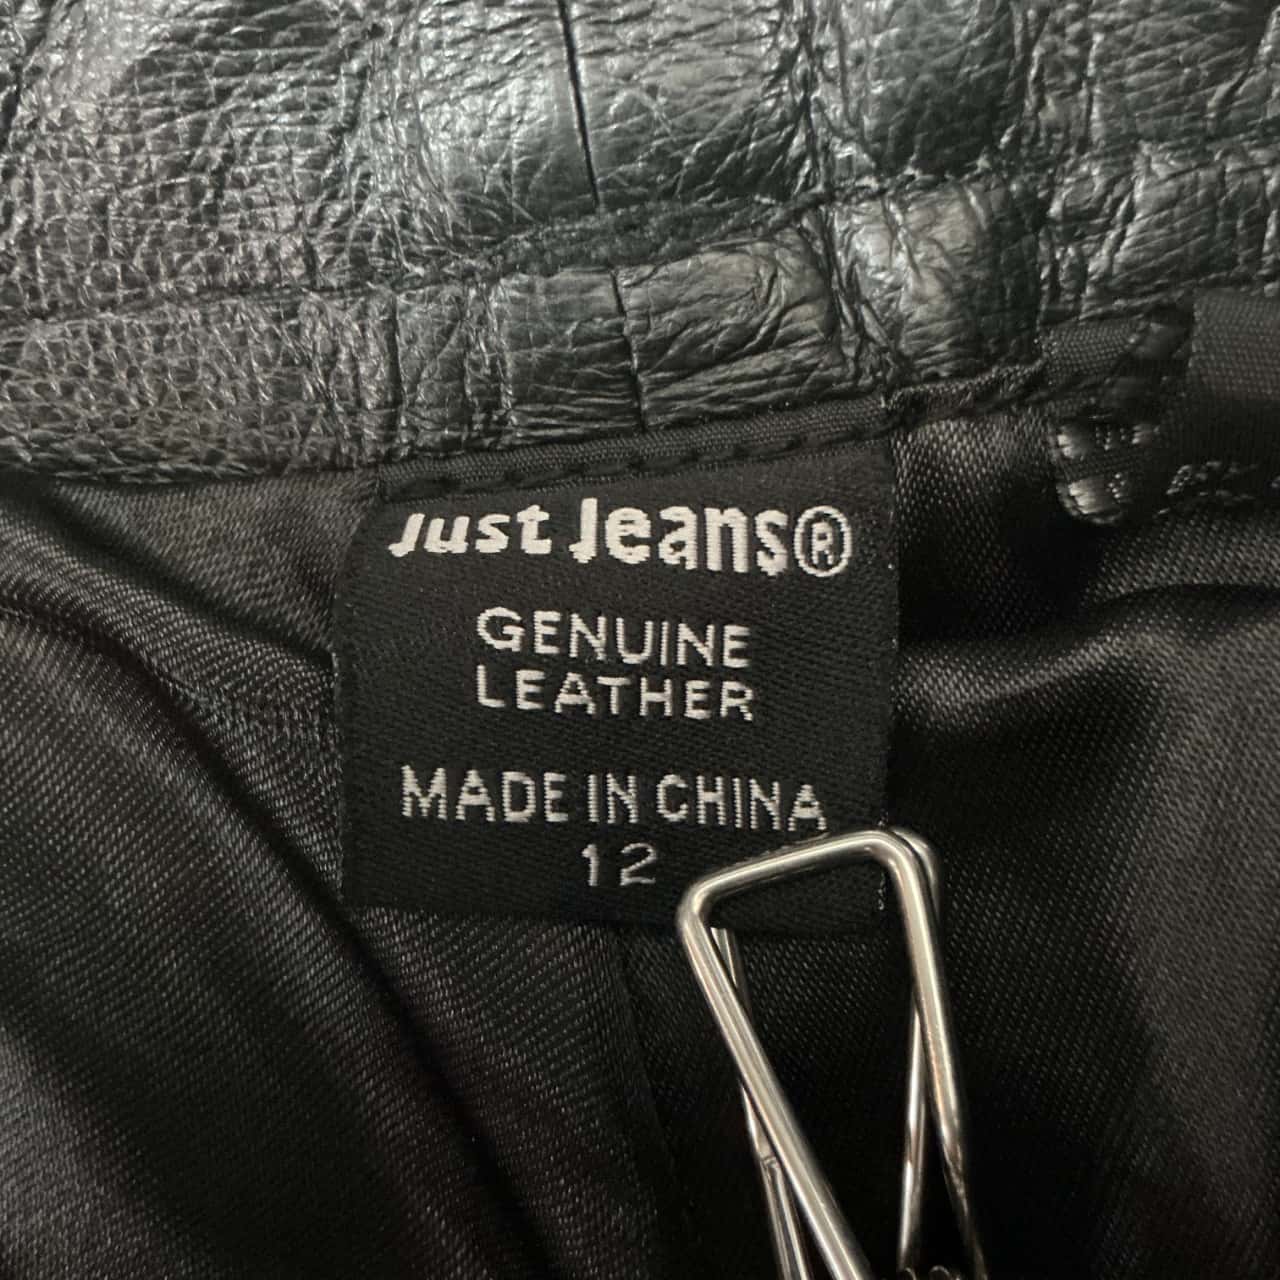 Just Jeans®
GENUINE
LEATHER
MADE IN CHINA
12